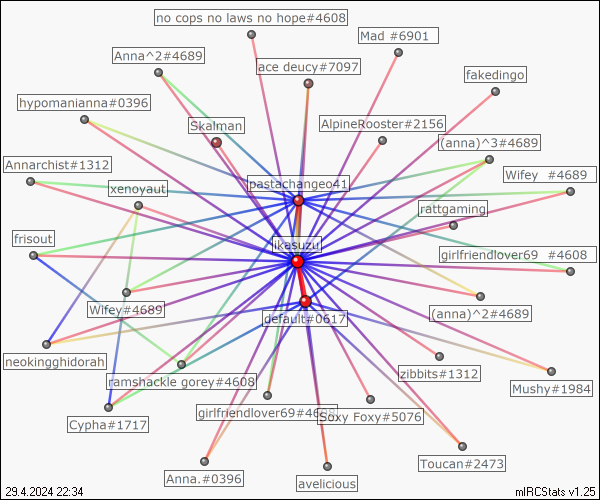 no cops no laws no hope#4608
Mad #6901
Anna^2#4689
ace deucy#7097
fakedingo
hypomanianna#0396
Skalman
AlpineRooster#2156
(anna)^3#4689
Annarchist#1312
xenoyaut
pastachangeo41
Wifey #4689
rattgaming
frisout
ikasuzu
girlfriendlover69 #4608
Wifey#4689
default#0617
(anna)^2#4689
neokingghidorah
ramshackle gorey#4608
zibbits#1312
Mushy#1984
Cypha#1717
girlfriendlover69#4608
Soxy Foxy#5076
Anna.#0396
avelicious
Toucan#2473
29.4.2024 22:34
mIRCStats v1.25